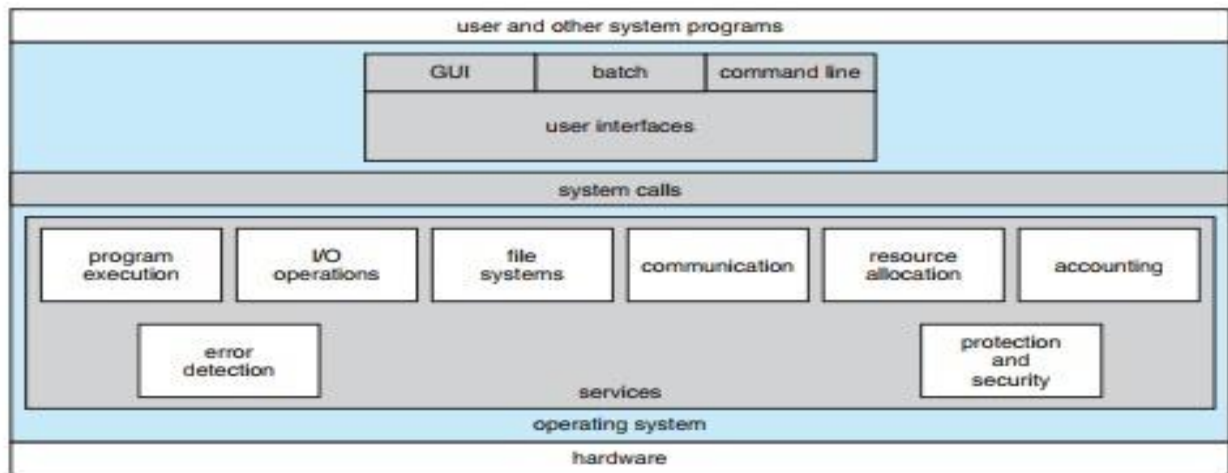 user and other system programs
GUI
batch
command line
user interfaces
system calls
program
execution
I/O
operations
file
systems
communication
resource
allocation
accounting
error
detection
protection
and
security
services
operating system
hardware